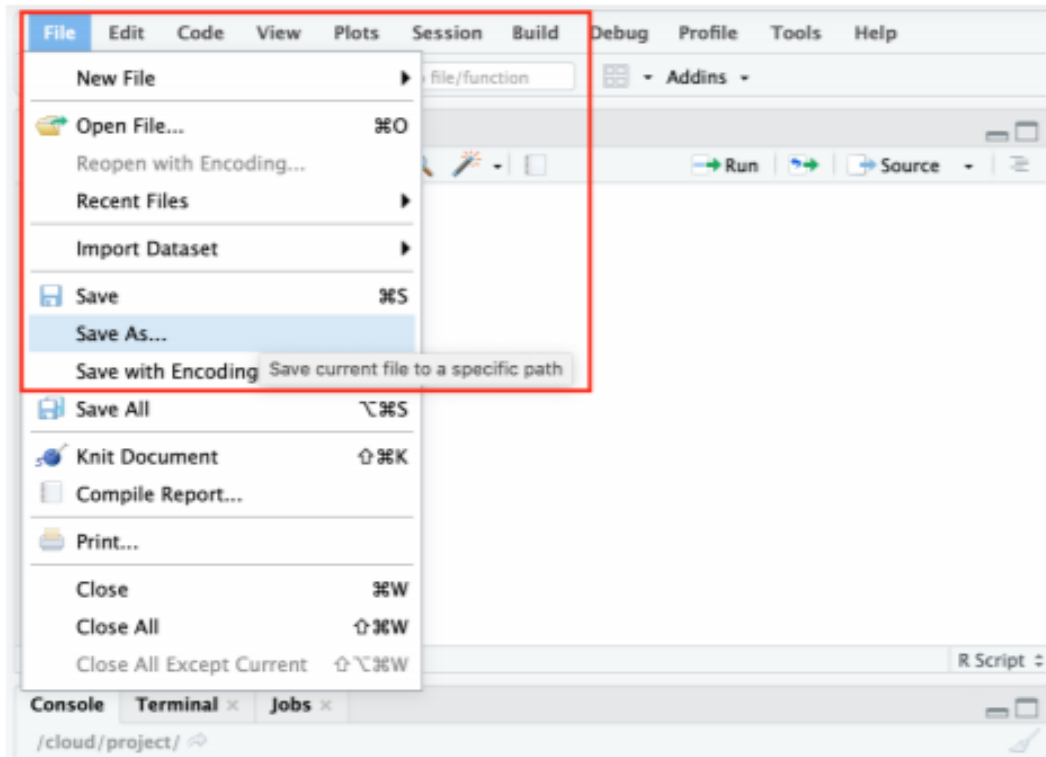 File Edit Code View Plots Session Build Debug Profile Tools Help
New File file/function Addins
Open File... ⌘O
Reopen with Encoding...
Run Source
Recent Files
Import Dataset
Save ⌘S
Save As...
Save with Encoding Save current file to a specific path
Save All ⌥⌘S
Knit Document ⇧⌘K
Compile Report...
Print...
Close ⌘W
Close All ⇧⌘W
Close All Except Current ⇧⌥⌘W
R Script
Console Terminal × Jobs ×
/cloud/project/